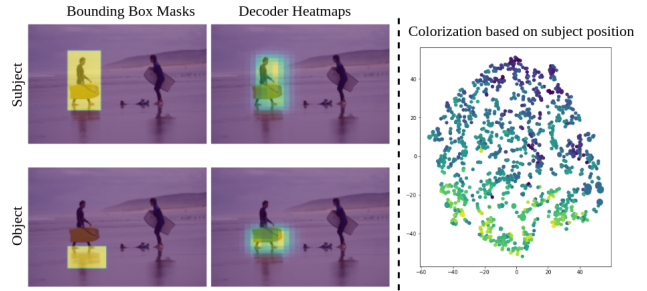 Bounding Box Masks
Decoder Heatmaps
Subject
Object
Colorization based on subject position
40
20
0
−20
−40
−60
−40
−20
0
20
40